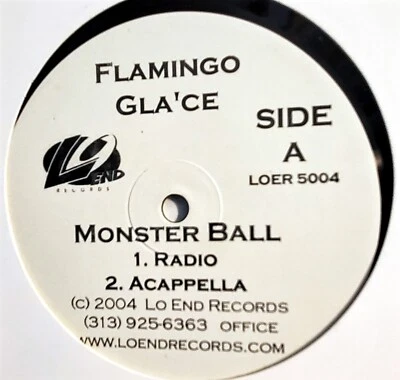 FLAMINGO
GLA'CE
SIDE
A
LOER 5004
LO
END
RECORDS
MONSTER BALL
1. RADIO
2. ACAPPELLA
(C) 2004 LO END RECORDS
(313) 925-6363 OFFICE
WWW.LOENDRECORDS.COM